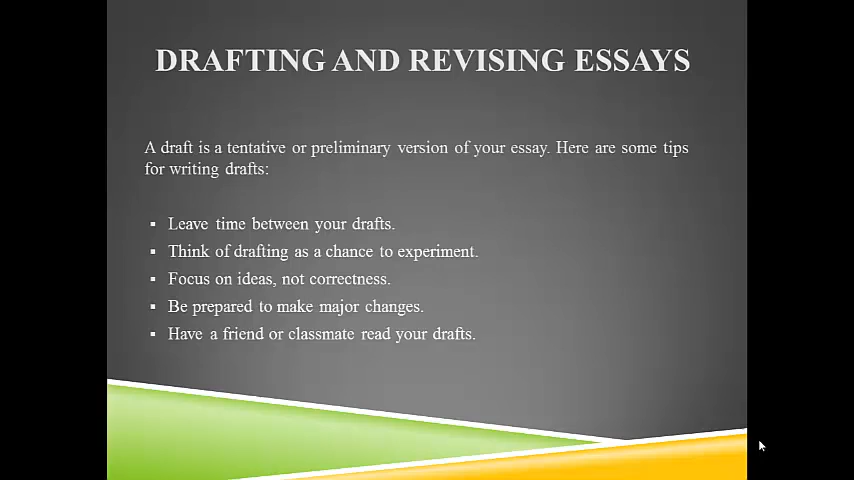 DRAFTING AND REVISING ESSAYS
A draft is a tentative or preliminary version of your essay. Here are some tips
for writing drafts:
▪ Leave time between your drafts.
▪ Think of drafting as a chance to experiment.
▪ Focus on ideas, not correctness.
▪ Be prepared to make major changes.
▪ Have a friend or classmate read your drafts.